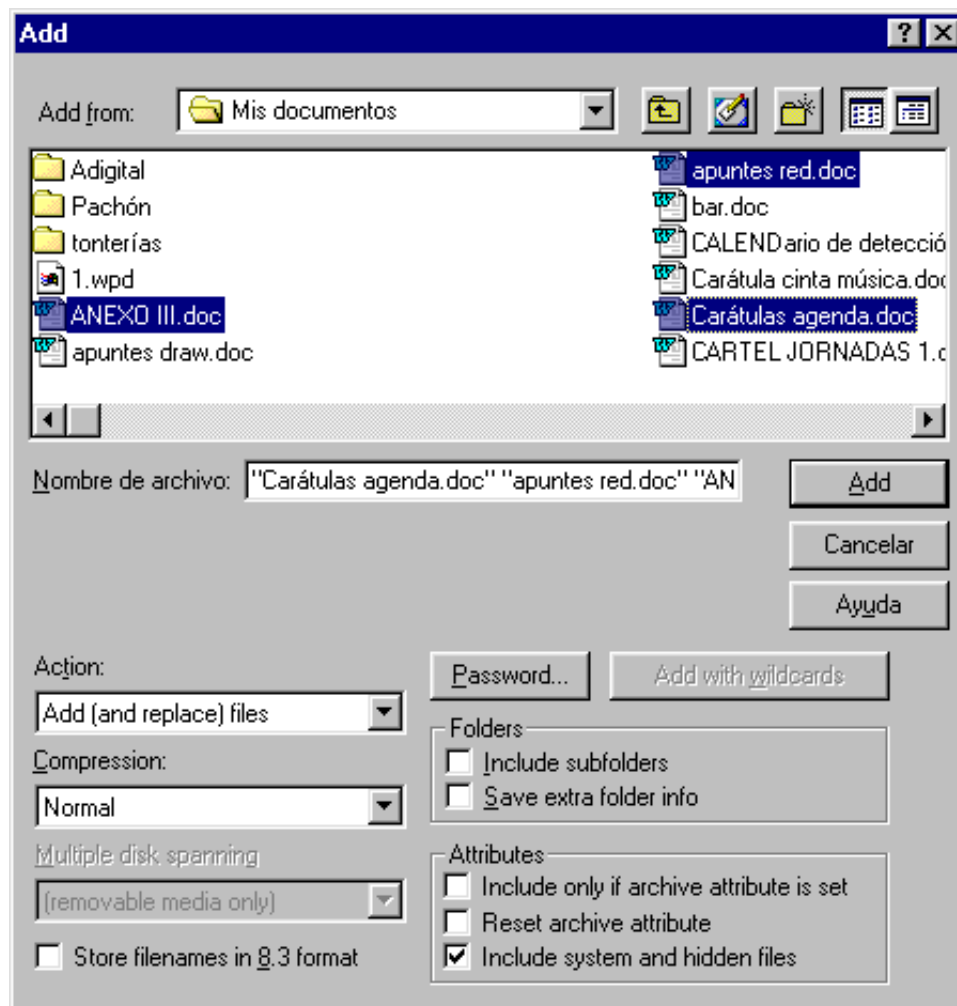 Add
Add from: Mis documentos
Adigital
Pachón
tonterías
1.wpd
ANEXO III.doc
apuntes draw.doc
apuntes red.doc
bar.doc
CALENDario de detecció
Carátula cinta música.doc
Carátulas agenda.doc
CARTEL JORNADAS 1.d
Nombre de archivo: "Carátulas agenda.doc" "apuntes red.doc" "AN
Add
Cancelar
Ayuda
Action:
Add (and replace) files
Compression:
Normal
Multiple disk spanning
(removable media only)
Store filenames in 8.3 format
Password...
Add with wildcards
Folders
Include subfolders
Save extra folder info
Attributes
Include only if archive attribute is set
Reset archive attribute
Include system and hidden files